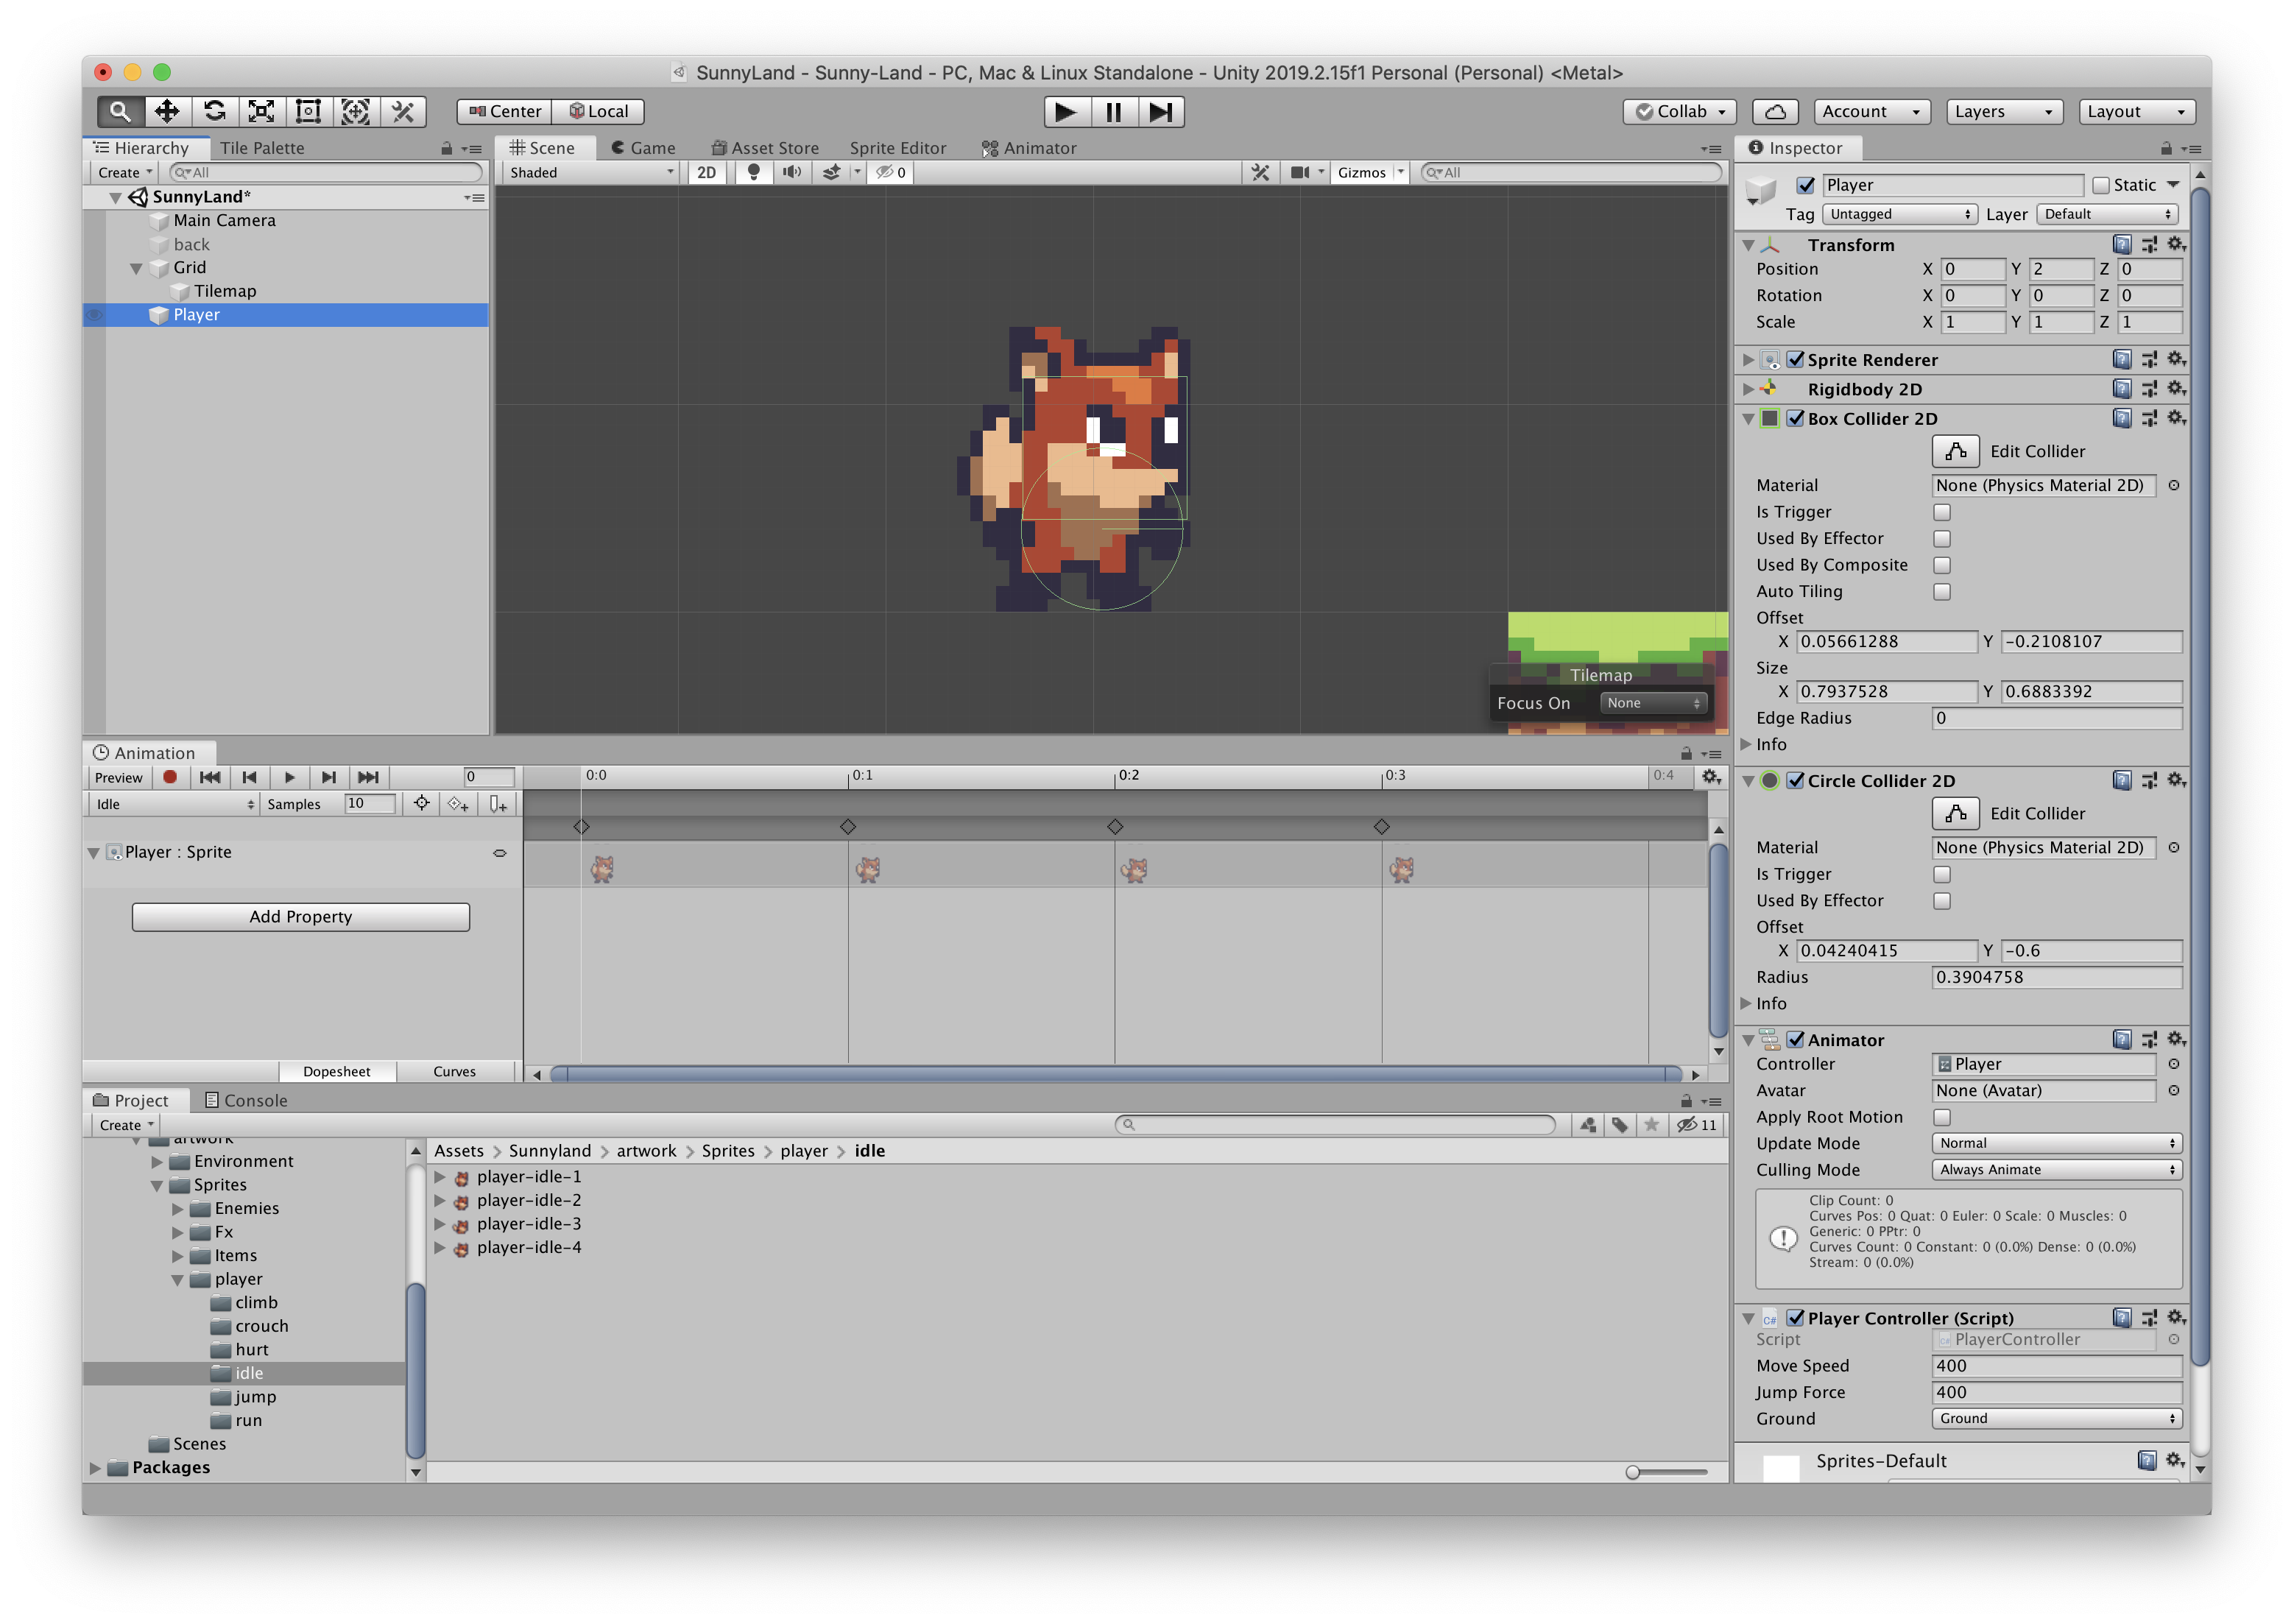 SunnyLand - Sunny-Land - PC, Mac & Linux Standalone - Unity 2019.2.15f1 Personal (Personal) <Metal>
Center Local
Collab Account Layers Layout
Hierarchy Tile Palette
Create All
SunnyLand*
Main Camera
back
Grid
Tilemap
Player
Scene Game Asset Store Sprite Editor Animator
Shaded 2D 0 Gizmos All
Tilemap
Focus On None
Inspector
Player Static
Tag Untagged Layer Default
Transform
Position X 0 Y 2 Z 0
Rotation X 0 Y 0 Z 0
Scale X 1 Y 1 Z 1
Sprite Renderer
Rigidbody 2D
Box Collider 2D
Edit Collider
Material None (Physics Material 2D)
Is Trigger
Used By Effector
Used By Composite
Auto Tiling
Offset
X 0.05661288 Y -0.2108107
Size
X 0.7937528 Y 0.6883392
Edge Radius 0
Info
Circle Collider 2D
Edit Collider
Material None (Physics Material 2D)
Is Trigger
Used By Effector
Offset
X 0.04240415 Y -0.6
Radius 0.3904758
Info
Animator
Controller Player
Avatar None (Avatar)
Apply Root Motion
Update Mode Normal
Culling Mode Always Animate
Clip Count: 0
Curves Pos: 0 Quat: 0 Euler: 0 Scale: 0 Muscles: 0
Generic: 0 PPtr: 0
Curves Count: 0 Constant: 0 (0.0%) Dense: 0 (0.0%)
Stream: 0 (0.0%)
C# Player Controller (Script)
Script PlayerController
Move Speed 400
Jump Force 400
Ground Ground
Sprites-Default
Animation
Preview 0 0:0 0:1 0:2 0:3 0:4
Idle Samples 10
Player : Sprite
Add Property
Dopesheet Curves
Project Console
Create 11
artwork
Environment
Sprites
Enemies
Fx
Items
player
climb
crouch
hurt
idle
jump
run
Scenes
Packages
Assets > Sunnyland > artwork > Sprites > player > idle
player-idle-1
player-idle-2
player-idle-3
player-idle-4